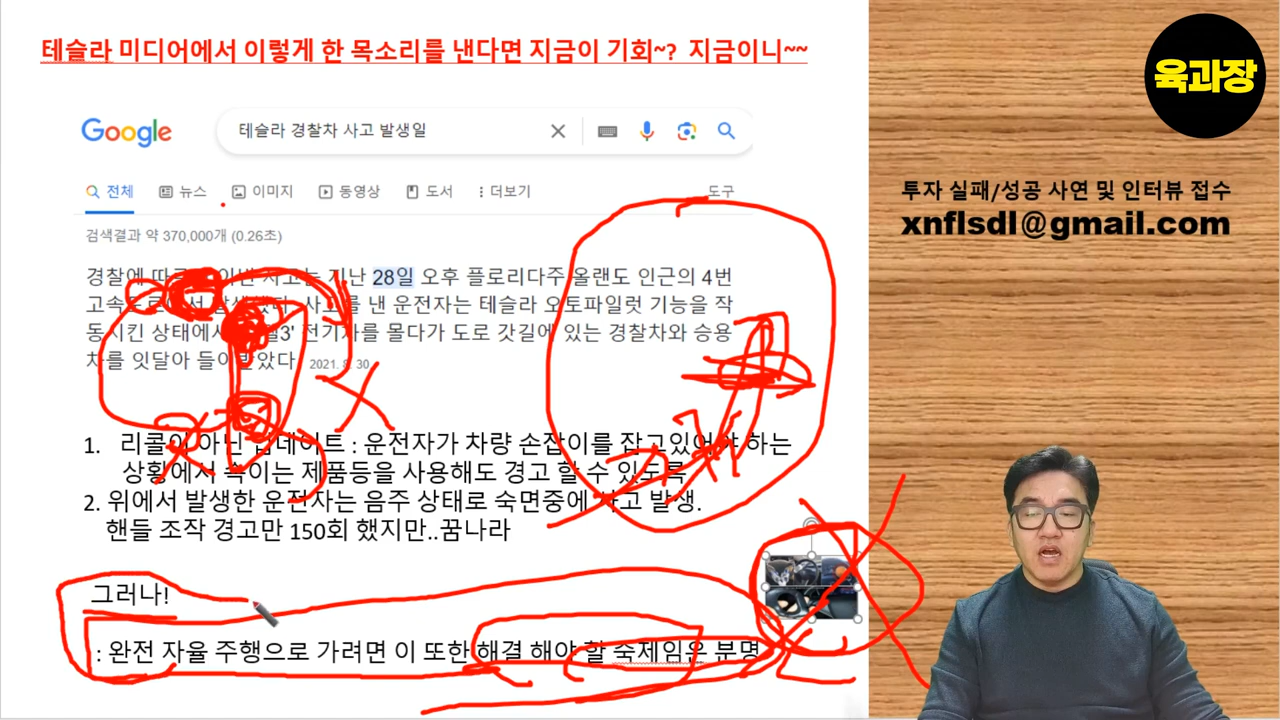 테슬라 미디어에서 이렇게 한 목소리를 낸다면 지금이 기회~? 지금이니~~
육과장
Google
테슬라 경찰차 사고 발생일
전체 뉴스 이미지 동영상 도서 더보기 도구
검색결과 약 370,000개 (0.26초)
투자 실패/성공 사연 및 인터뷰 접수
xnflsdl@gmail.com
경찰에 지난 28일 오후 플로리다주 올랜도 인근의 4번
낸 운전자는 테슬라 오토파일럿 기능을 작
동시킨 상태에서 전기차를 몰다가 도로 갓길에 있는 경찰차와 승용
차를 잇달아 들이받았다. 2021. 8. 30.
1. 리콜이 아닌 업데이트 : 운전자가 차량 손잡이를 잡고있어야 하는
상황에서 속이는 제품등을 사용해도 경고 할 수 있도록
2. 위에서 발생한 운전자는 음주 상태로 숙면중에 사고 발생.
핸들 조작 경고만 150회 했지만..꿈나라
그러나!
: 완전 자율 주행으로 가려면 이 또한 해결 해야 할 숙제임은 분명